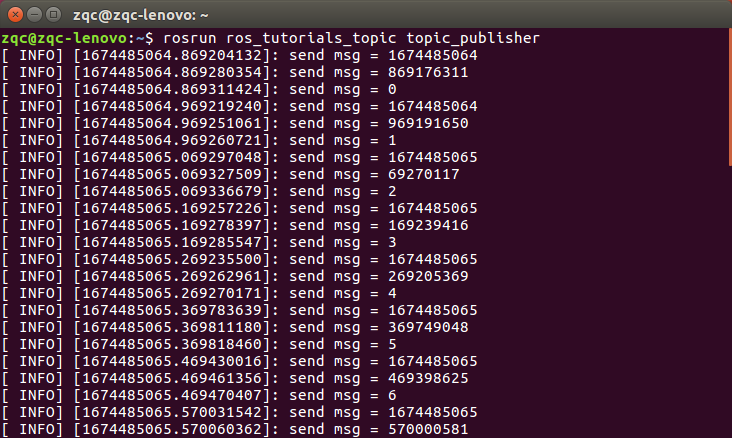 zqc@zqc-lenovo: ~
zqc@zqc-lenovo:~$ rosrun ros_tutorials_topic topic_publisher
[ INFO] [1674485064.869204132]: send msg = 1674485064
[ INFO] [1674485064.869280354]: send msg = 869176311
[ INFO] [1674485064.869311424]: send msg = 0
[ INFO] [1674485064.969219240]: send msg = 1674485064
[ INFO] [1674485064.969251061]: send msg = 969191650
[ INFO] [1674485064.969260721]: send msg = 1
[ INFO] [1674485065.069297048]: send msg = 1674485065
[ INFO] [1674485065.069327509]: send msg = 69270117
[ INFO] [1674485065.069336679]: send msg = 2
[ INFO] [1674485065.169257226]: send msg = 1674485065
[ INFO] [1674485065.169278397]: send msg = 169239416
[ INFO] [1674485065.169285547]: send msg = 3
[ INFO] [1674485065.269235500]: send msg = 1674485065
[ INFO] [1674485065.269262961]: send msg = 269205369
[ INFO] [1674485065.269270171]: send msg = 4
[ INFO] [1674485065.369783639]: send msg = 1674485065
[ INFO] [1674485065.369811180]: send msg = 369749048
[ INFO] [1674485065.369818460]: send msg = 5
[ INFO] [1674485065.469430016]: send msg = 1674485065
[ INFO] [1674485065.469461356]: send msg = 469398625
[ INFO] [1674485065.469470407]: send msg = 6
[ INFO] [1674485065.570031542]: send msg = 1674485065
[ INFO] [1674485065.570060362]: send msg = 570000581